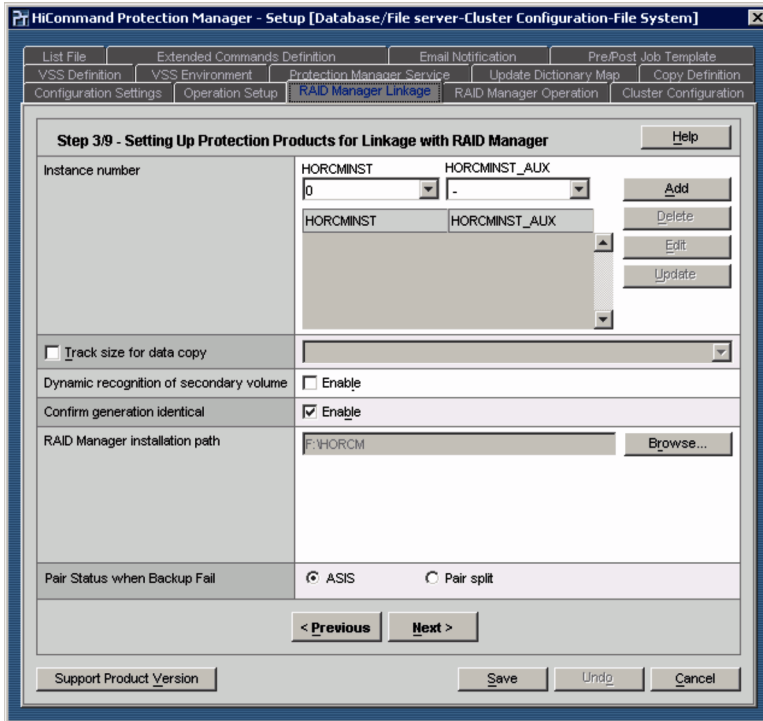 HiCommand Protection Manager - Setup [Database/File server-Cluster Configuration-File System]
List File Extended Commands Definition Email Notification Pre/Post Job Template
VSS Definition VSS Environment Protection Manager Service Update Dictionary Map Copy Definition
Configuration Settings Operation Setup RAID Manager Linkage RAID Manager Operation Cluster Configuration
Step 3/9 - Setting Up Protection Products for Linkage with RAID Manager Help
Instance number HORCMINST HORCMINST_AUX
0 - Add
HORCMINST HORCMINST_AUX Delete
Edit
Update
Track size for data copy
Dynamic recognition of secondary volume Enable
Confirm generation identical Enable
RAID Manager installation path F:\HORCM Browse...
Pair Status when Backup Fail ASIS Pair split
< Previous Next >
Support Product Version Save Undo Cancel